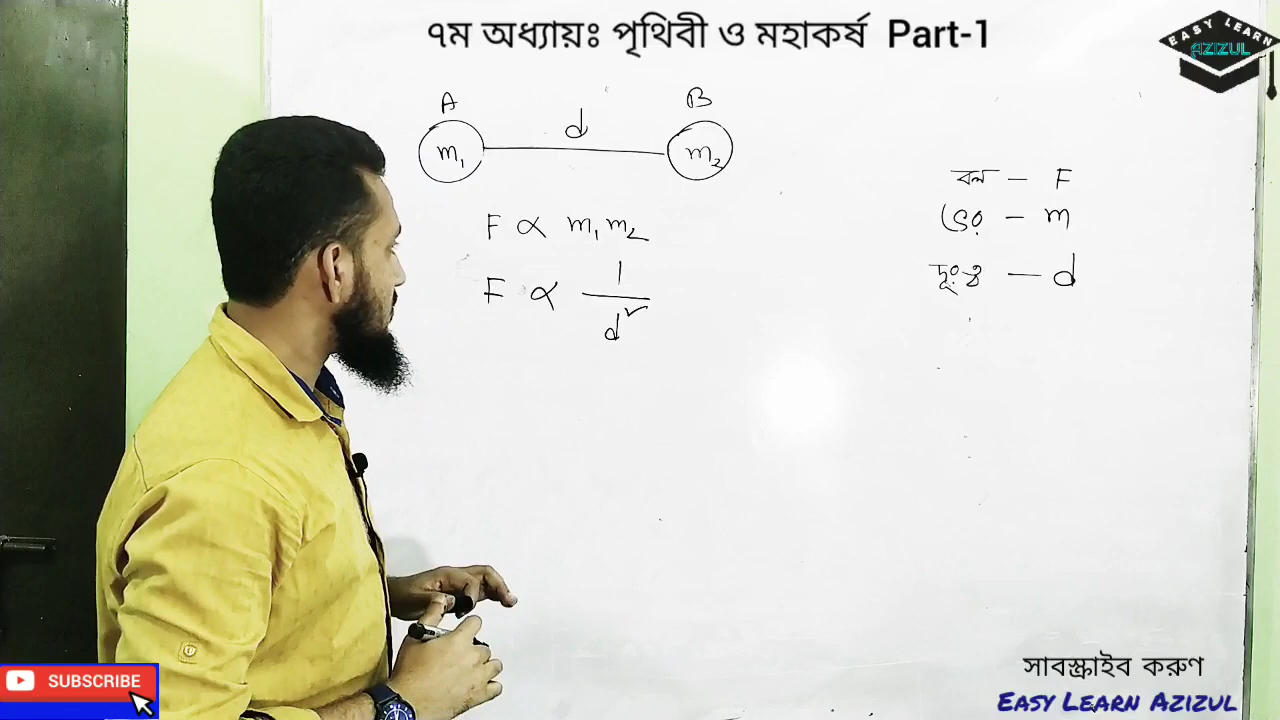 ৭ম অধ্যায়ঃ পৃথিবী ও মহাকর্ষ Part-1
EASY LEARN
AZIZUL
A B
m₁ d m₂
F ∝ m₁m₂
F ∝ 1/d²
বল — F
ভর — m
দূরত্ব — d
SUBSCRIBE
সাবস্ক্রাইব করুণ
EASY LEARN AZIZUL